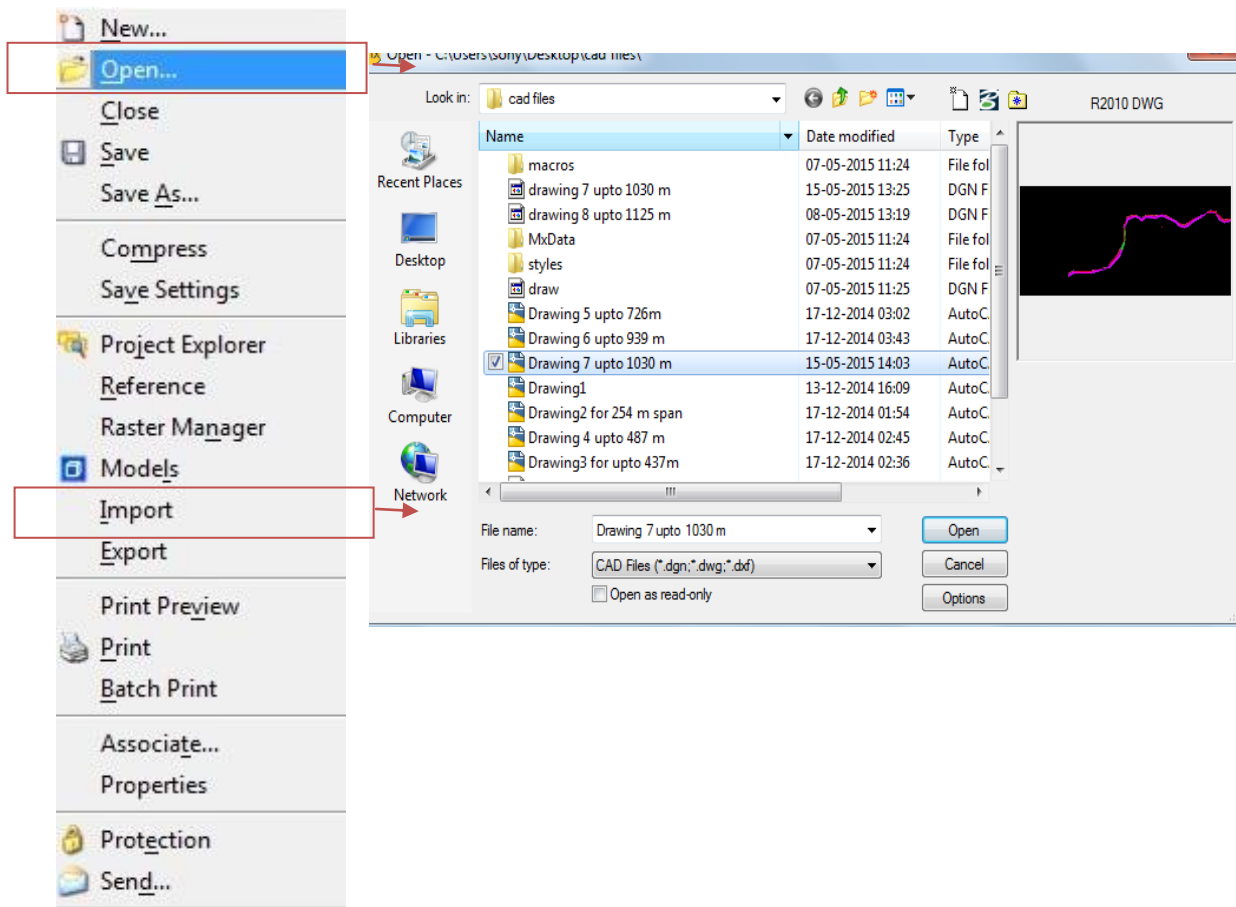 New...
Open...
Close
Save
Save As...
Compress
Save Settings
Project Explorer
Reference
Raster Manager
Models
Import
Export
Print Preview
Print
Batch Print
Associate...
Properties
Protection
Send...
Open - C:\Users\sony\Desktop\cad files\
Look in: cad files
R2010 DWG
Recent Places
Desktop
Libraries
Computer
Network
Name Date modified Type
macros 07-05-2015 11:24 File fol
drawing 7 upto 1030 m 15-05-2015 13:25 DGN F
drawing 8 upto 1125 m 08-05-2015 13:19 DGN F
MxData 07-05-2015 11:24 File fol
styles 07-05-2015 11:24 File fol
draw 07-05-2015 11:25 DGN F
Drawing 5 upto 726m 17-12-2014 03:02 AutoC.
Drawing 6 upto 939 m 17-12-2014 03:43 AutoC.
Drawing 7 upto 1030 m 15-05-2015 14:03 AutoC.
Drawing1 13-12-2014 16:09 AutoC.
Drawing2 for 254 m span 17-12-2014 01:54 AutoC.
Drawing 4 upto 487 m 17-12-2014 02:45 AutoC.
Drawing3 for upto 437m 17-12-2014 02:36 AutoC.
File name: Drawing 7 upto 1030 m Open
Files of type: CAD Files (*.dgn;*.dwg;*.dxf) Cancel
Open as read-only Options